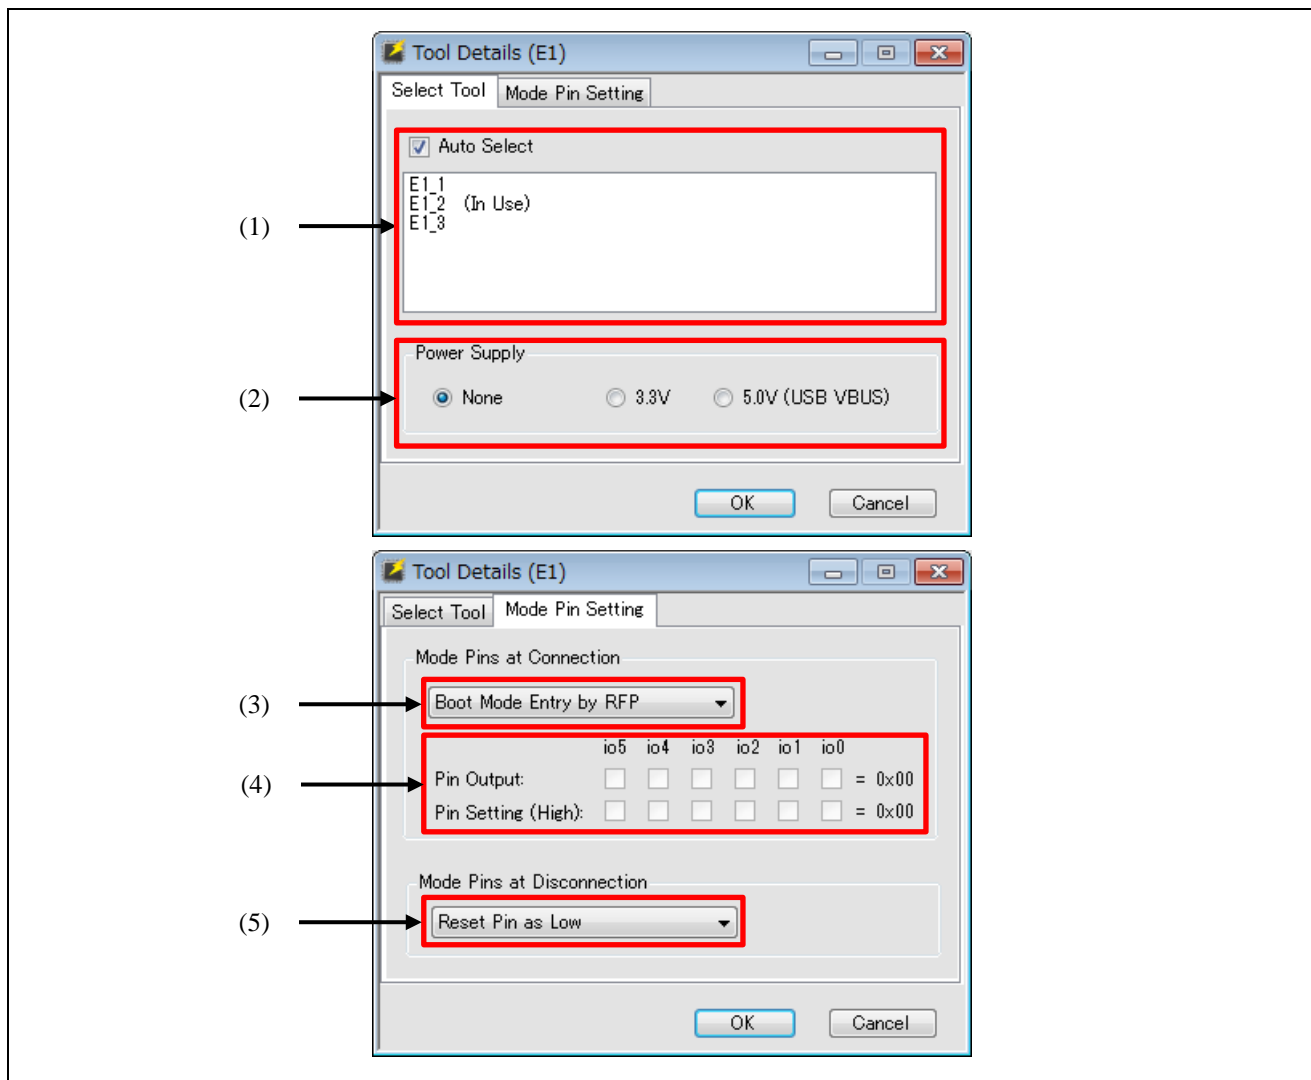 Tool Details (E1)
Select Tool Mode Pin Setting
Auto Select
E1_1
E1_2 (In Use)
E1_3
(1)
Power Supply
(2)
None 3.3V 5.0V (USB VBUS)
OK Cancel
Tool Details (E1)
Select Tool Mode Pin Setting
Mode Pins at Connection
(3)
Boot Mode Entry by RFP
io5 io4 io3 io2 io1 io0
(4)
Pin Output: = 0x00
Pin Setting (High): = 0x00
Mode Pins at Disconnection
(5)
Reset Pin as Low
OK Cancel